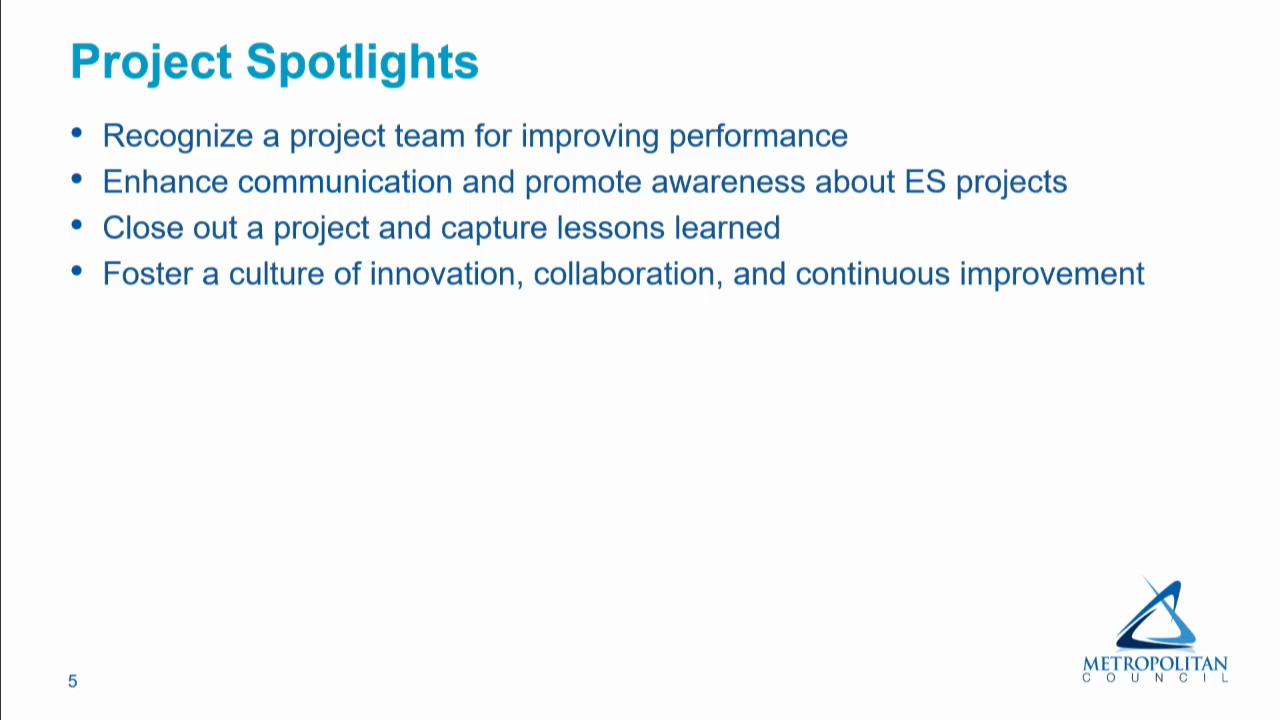 Project Spotlights
• Recognize a project team for improving performance
• Enhance communication and promote awareness about ES projects
• Close out a project and capture lessons learned
• Foster a culture of innovation, collaboration, and continuous improvement
METROPOLITAN
COUNCIL
5